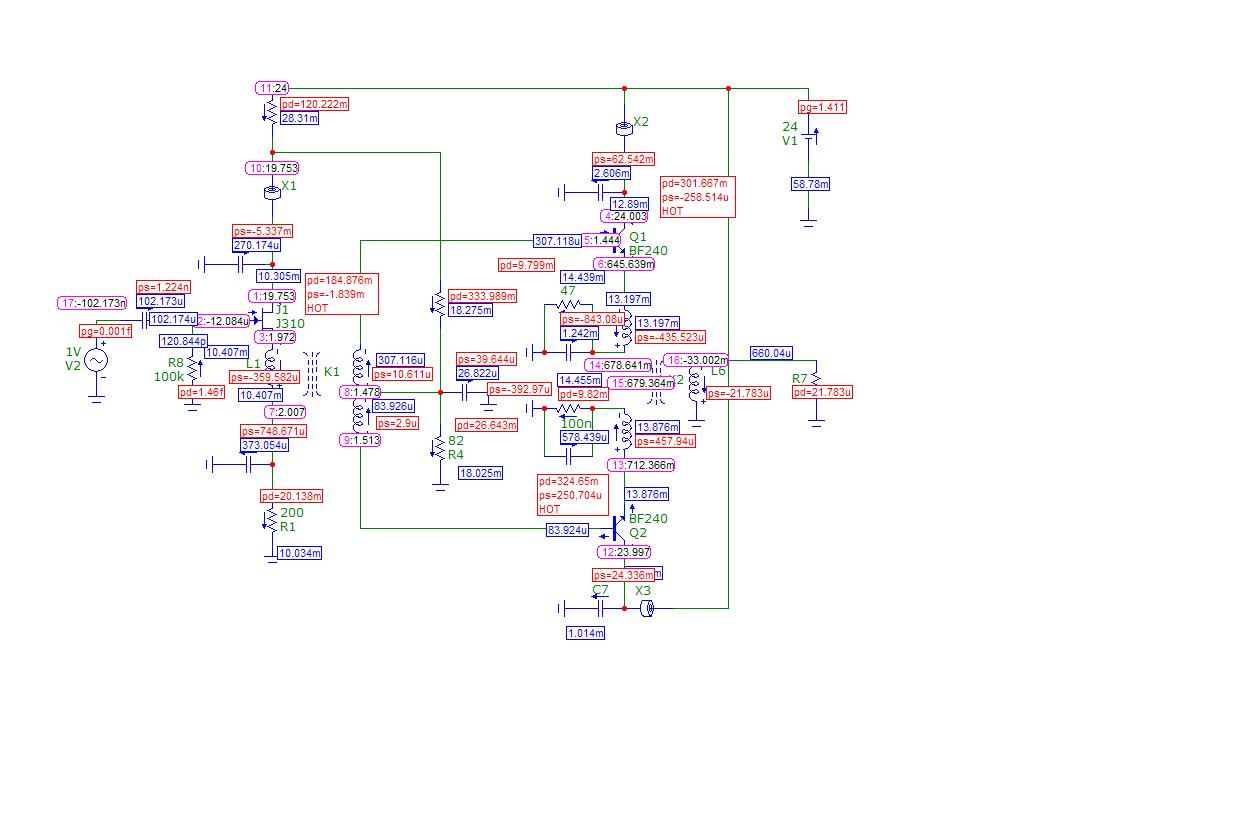 11:24
pd=120.222m
28.31m
pg=1.411
24
V1
X2
10:19.753
ps=62.542m
2.606m
X1
pd=301.667m
ps=-258.514u
HOT
58.78m
12.89m
4:24.003
ps=-5.337m
270.174u
307.118u
5:1.444
Q1
BF240
pd=9.799m
6:645.639m
10.305m
pd=184.876m
ps=-1.839m
HOT
14.439m
ps=1.224n
17:-102.173n
102.173u
1:19.753
47
pd=333.989m
18.275m
13.197m
J1
J310
102.174u
2:-12.084u
ps=-843.08u
13.197m
pg=0.001f
1.242m
ps=-435.523u
120.844p
3:1.972
1V
V2
10.407m
R8
100k
L1
K1
307.116u
ps=39.644u
26.822u
14:678.641m
16:-33.002m
660.04u
ps=-359.582u
ps=10.611u
14.455m
15:679.364m
L6
R7
pd=1.46f
10.407m
8:1.478
ps=-392.97u
pd=9.82m
ps=-21.783u
pd=21.783m
7:2.007
83.926u
ps=748.671u
ps=2.9u
pd=26.643m
100n
13.876m
373.054u
9:1.513
82
R4
578.439u
ps=457.94u
18.025m
13:712.366m
pd=20.138m
pd=324.65m
ps=250.704u
HOT
13.876m
200
R1
83.924u
BF240
Q2
10.034m
12:23.997
ps=24.336m
C7
X3
1.014m